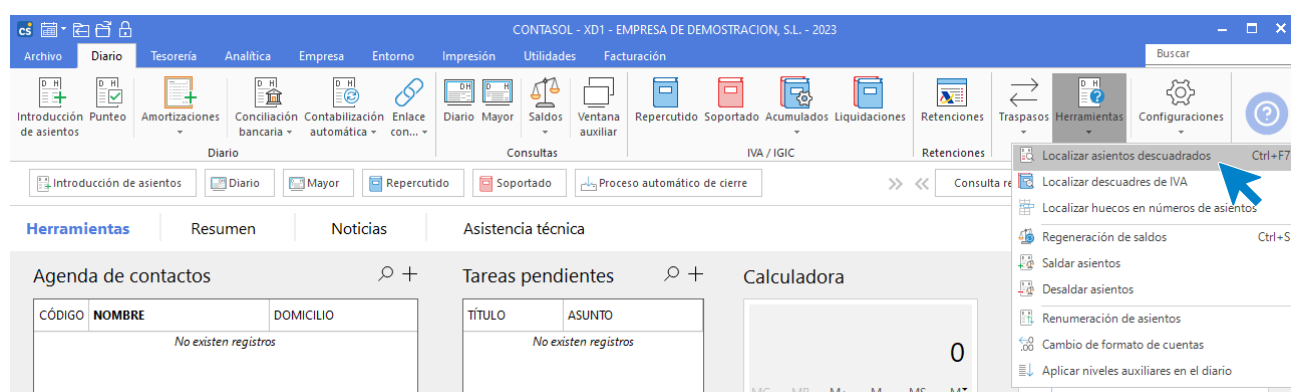 cs
CONTASOL - XD1 - EMPRESA DE DEMOSTRACION, S.L. - 2023
Archivo Diario Tesorería Analítica Empresa Entorno Impresión Utilidades Facturación Buscar
Introducción de asientos
Punteo
Amortizaciones
Conciliación bancaria
Contabilización automática
Enlace con...
Diario
Mayor
Saldos
Ventana auxiliar
Repercutido
Soportado
Acumulados
Liquidaciones
Retenciones
Traspasos
Herramientas
Configuraciones
Diario Consultas IVA / IGIC Retenciones
Introducción de asientos Diario Mayor Repercutido Soportado Proceso automático de cierre Consulta re
Localizar asientos descuadrados Ctrl+F7
Localizar descuadres de IVA
Localizar huecos en números de asientos
Regeneración de saldos Ctrl+S
Saldar asientos
Desaldar asientos
Renumeración de asientos
Cambio de formato de cuentas
Aplicar niveles auxiliares en el diario
Herramientas Resumen Noticias Asistencia técnica
Agenda de contactos
CÓDIGO NOMBRE DOMICILIO
No existen registros
Tareas pendientes
TÍTULO ASUNTO
No existen registros
Calculadora
0